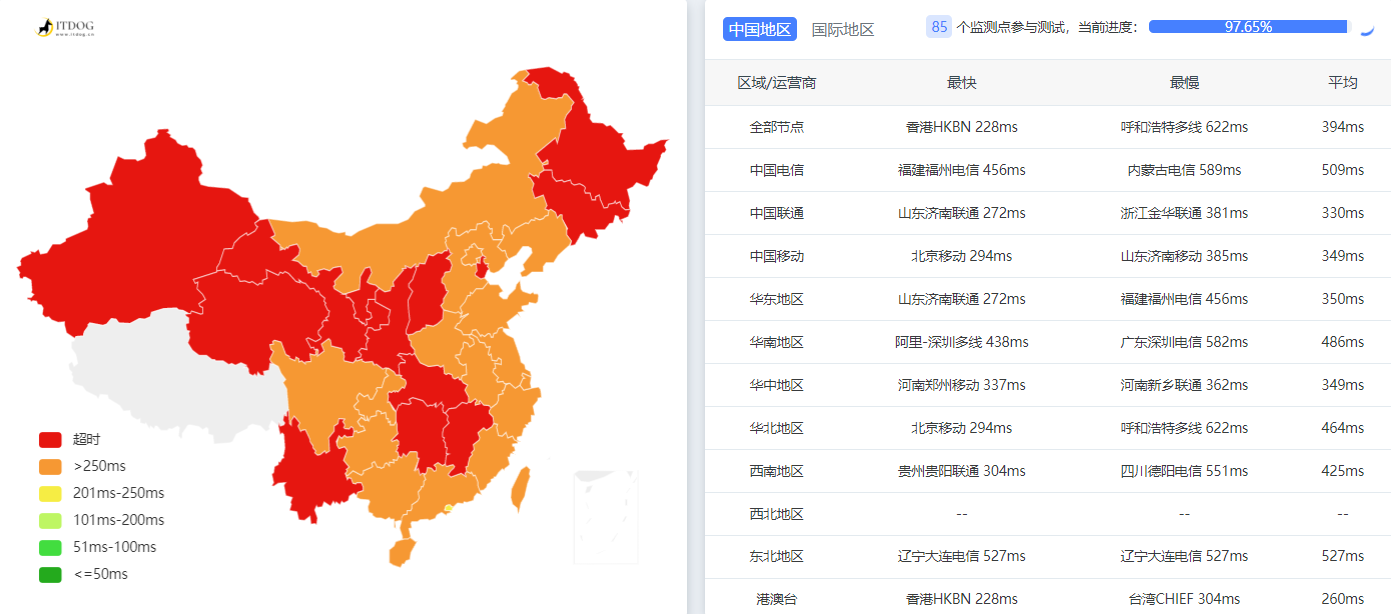 ITDOG
www.itdog.cn
超时
>250ms
201ms-250ms
101ms-200ms
51ms-100ms
<=50ms
中国地区 国际地区 85 个监测点参与测试，当前进度： 97.65%
区域/运营商 最快 最慢 平均
全部节点 香港HKBN 228ms 呼和浩特多线 622ms 394ms
中国电信 福建福州电信 456ms 内蒙古电信 589ms 509ms
中国联通 山东济南联通 272ms 浙江金华联通 381ms 330ms
中国移动 北京移动 294ms 山东济南移动 385ms 349ms
华东地区 山东济南联通 272ms 福建福州电信 456ms 350ms
华南地区 阿里-深圳多线 438ms 广东深圳电信 582ms 486ms
华中地区 河南郑州移动 337ms 河南新乡联通 362ms 349ms
华北地区 北京移动 294ms 呼和浩特多线 622ms 464ms
西南地区 贵州贵阳联通 304ms 四川德阳电信 551ms 425ms
西北地区 -- -- --
东北地区 辽宁大连电信 527ms 辽宁大连电信 527ms 527ms
港澳台 香港HKBN 228ms 台湾CHIEF 304ms 260ms